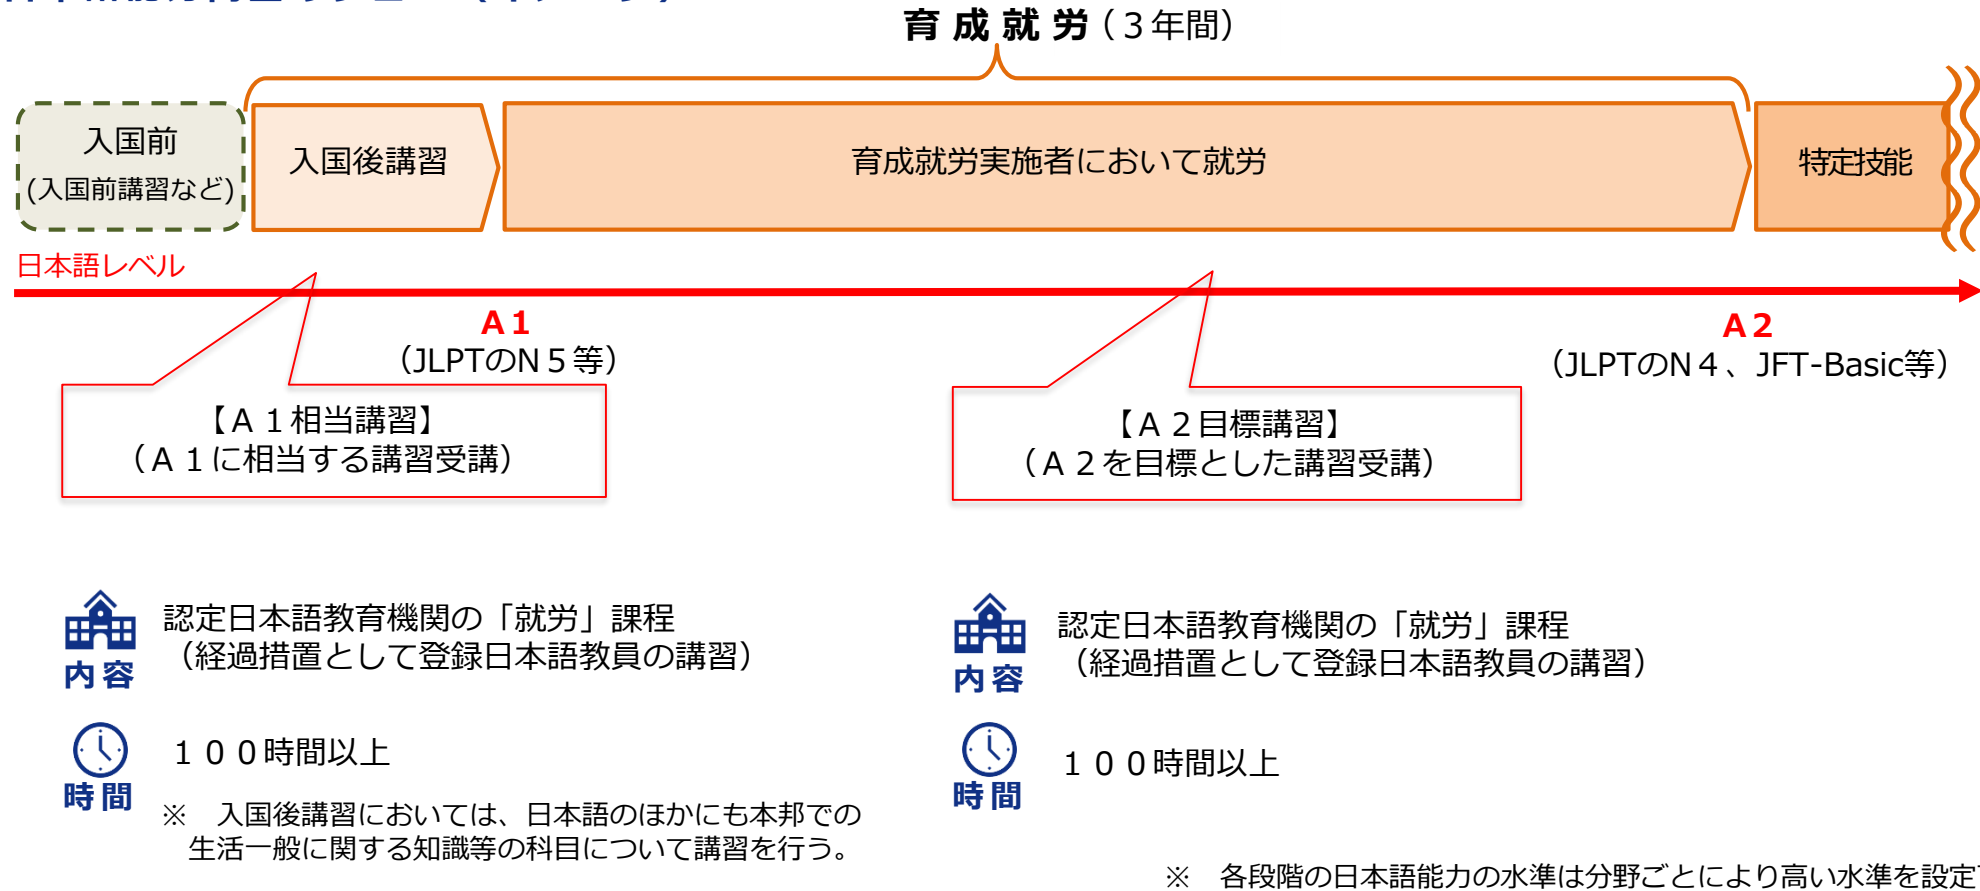 育成就労（３年間）
入国前
(入国前講習など)
入国後講習
育成就労実施者において就労
特定技能
日本語レベル
A１
（JLPTのN５等）
A２
（JLPTのN４、JFT-Basic等）
【A１相当講習】
（A１に相当する講習受講）
【A２目標講習】
（A２を目標とした講習受講）
内容
認定日本語教育機関の「就労」課程
（経過措置として登録日本語教員の講習）
時間
１００時間以上
※　入国後講習においては、日本語のほかにも本邦での
生活一般に関する知識等の科目について講習を行う。
内容
認定日本語教育機関の「就労」課程
（経過措置として登録日本語教員の講習）
時間
１００時間以上
※　各段階の日本語能力の水準は分野ごとにより高い水準を設定